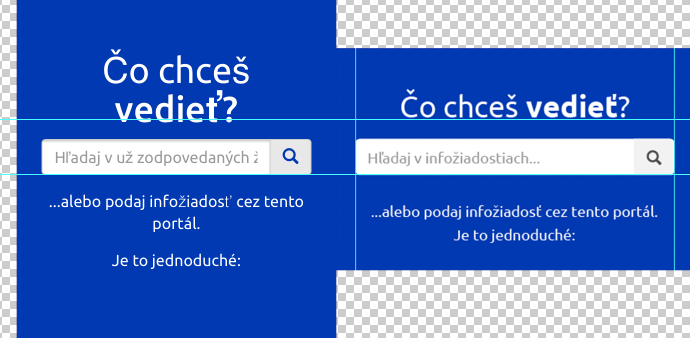 Čo chceš
vedieť?
Hľadaj v už zodpovedaných ž
...alebo podaj infožiadosť cez tento
portál.
Je to jednoduché:
Čo chceš vedieť?
Hľadaj v infožiadostiach...
...alebo podaj infožiadosť cez tento portál.
Je to jednoduché: